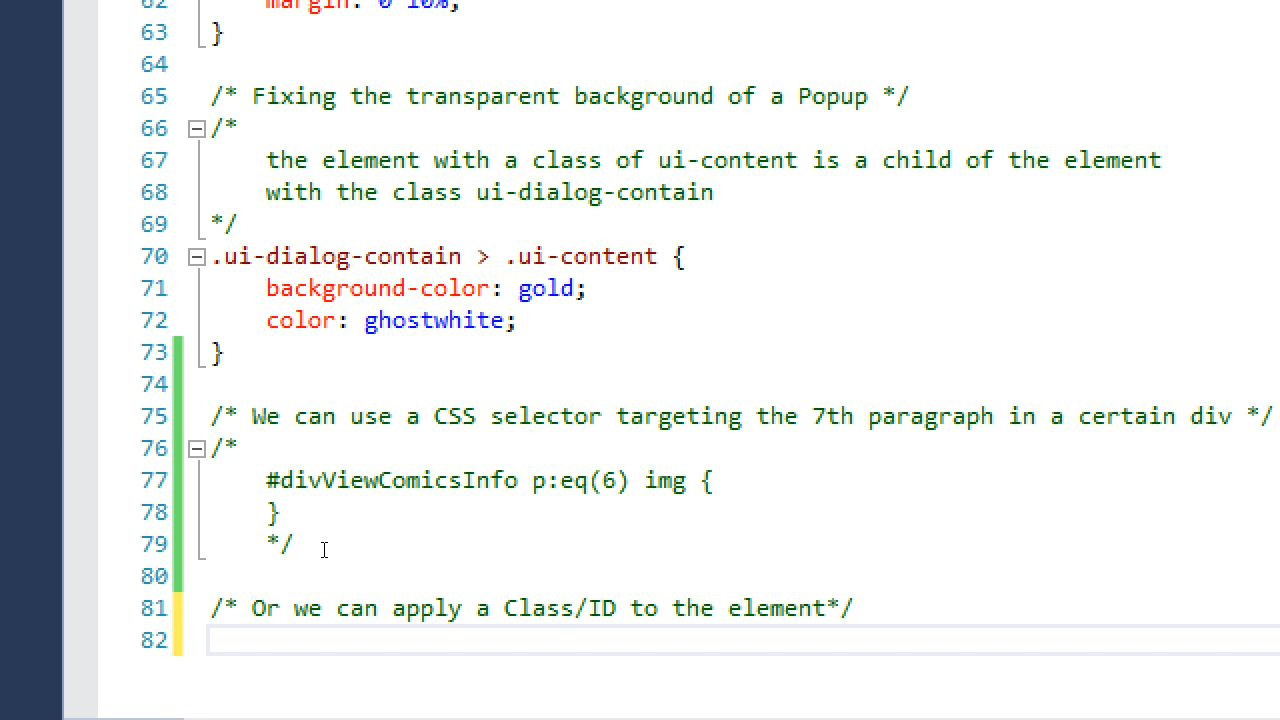 62 margin: 0 10%;
63 }
64
65 /* Fixing the transparent background of a Popup */
66 /*
67 the element with a class of ui-content is a child of the element
68 with the class ui-dialog-contain
69 */
70 .ui-dialog-contain > .ui-content {
71 background-color: gold;
72 color: ghostwhite;
73 }
74
75 /* We can use a CSS selector targeting the 7th paragraph in a certain div */
76 /*
77 #divViewComicsInfo p:eq(6) img {
78 }
79 */
80
81 /* Or we can apply a Class/ID to the element*/
82